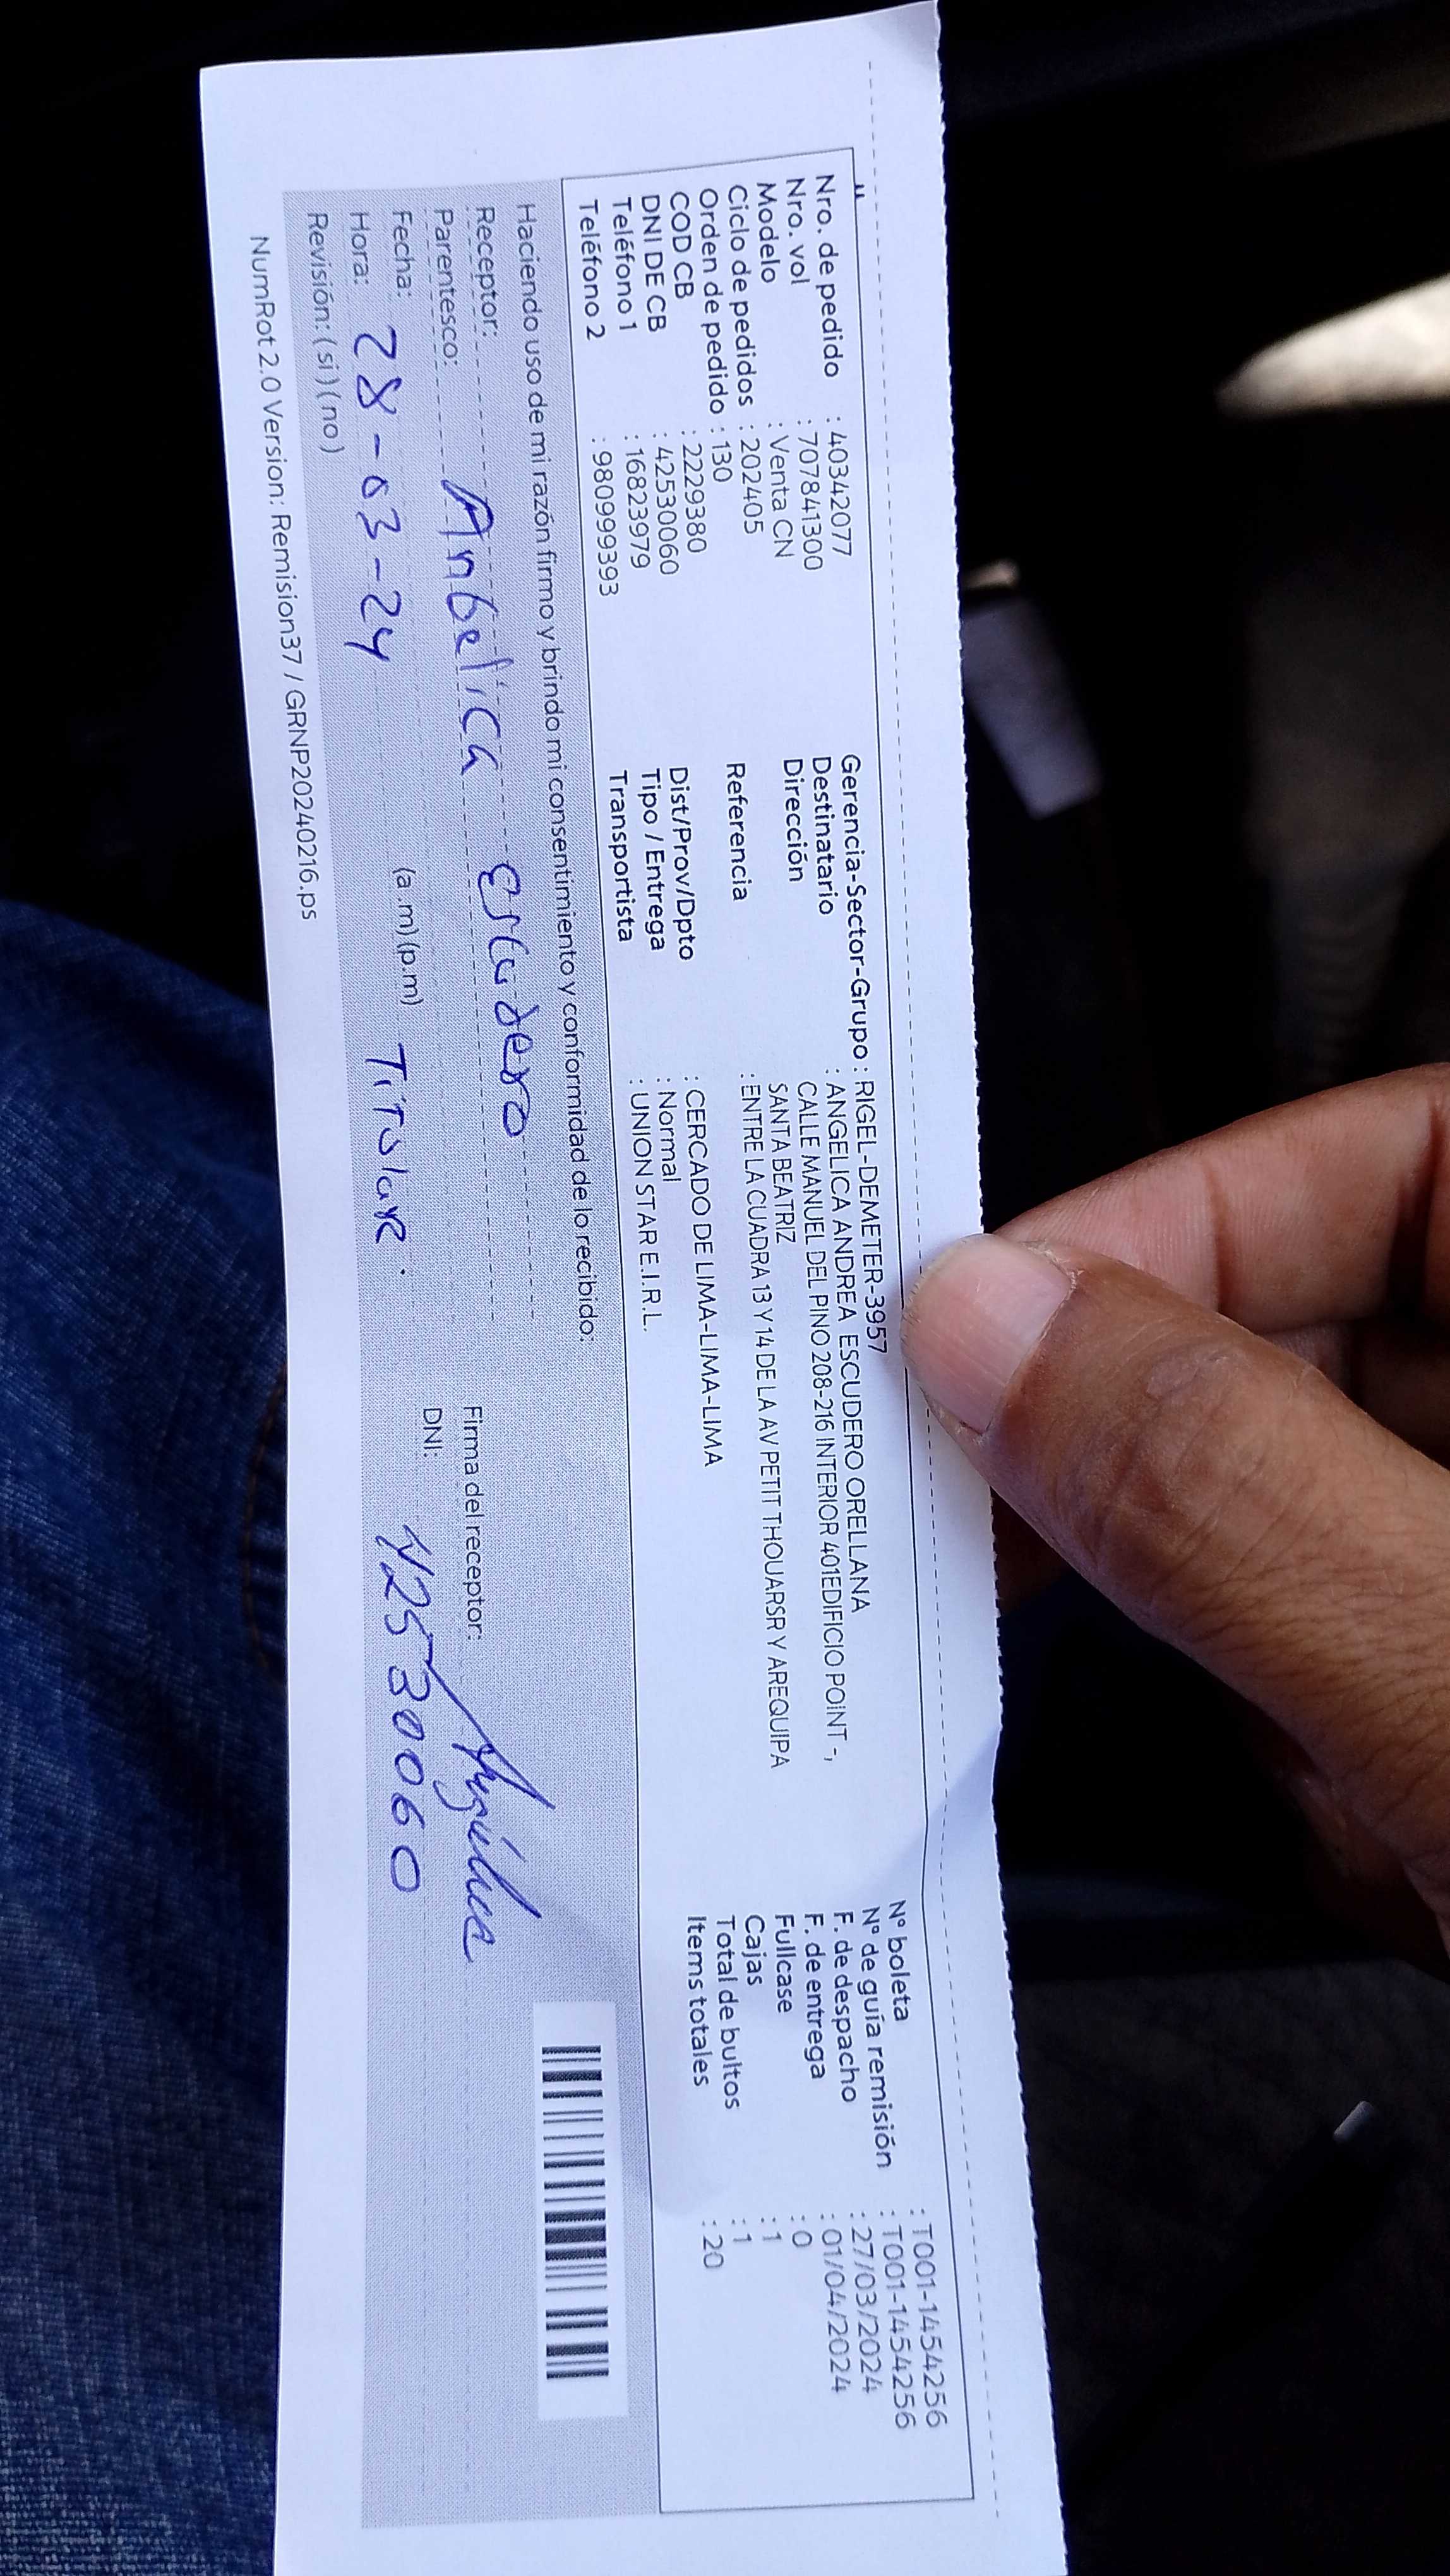 Nro. de pedido : 40342077
Nro. vol : 707841300
Modelo : Venta CN
Ciclo de pedidos : 202405
Orden de pedido : 130
COD CB : 2229380
DNI DE CB : 42530060
Teléfono 1 : 16823979
Teléfono 2 : 980999393
Gerencia-Sector-Grupo : RIGEL-DEMETER-3957
Destinatario : ANGELICA ANDREA ESCUDERO ORELLANA
Dirección CALLE MANUEL DEL PINO 208-216 INTERIOR 401EDIFICIO POINT -,
SANTA BEATRIZ
Referencia : ENTRE LA CUADRA 13 Y 14 DE LA AV PETIT THOUARSR Y AREQUIPA
Dist/Prov/Dpto : CERCADO DE LIMA-LIMA-LIMA
Tipo / Entrega : Normal
Transportista : UNION STAR E.I.R.L.
Nº boleta : T001-1454256
Nº de guía remisión : T001-1454256
F. de despacho : 27/03/2024
F. de entrega : 01/04/2024
Fullcase : 0
Cajas : 1
Total de bultos : 1
Items totales : 20
Haciendo uso de mi razón firmo y brindo mi consentimiento y conformidad de lo recibido:
Receptor: Anbelica escudero
Parentesco:
Fecha: 28-03-24
Hora: (a.m) (p.m) Titular.
Revisión: ( si ) ( no )
Firma del receptor:
DNI: 42530060
NumRot 2.0 Version: Remision37 / GRNP20240216.ps